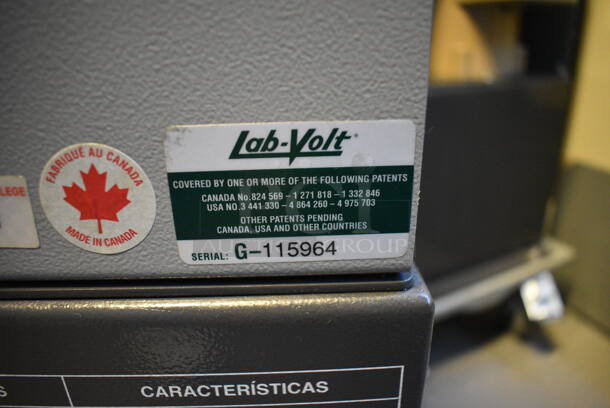 LEGE
FABRIQUÉ AU CANADA
MADE IN CANADA
Lab-Volt
COVERED BY ONE OR MORE OF THE FOLLOWING PATENTS
CANADA No.824 569 - 1 271 818 - 1 332 846
USA NO.3 441 330 - 4 864 260 - 4 975 703
OTHER PATENTS PENDING
CANADA, USA AND OTHER COUNTRIES
SERIAL: G-115964
S
CARACTERÍSTICAS